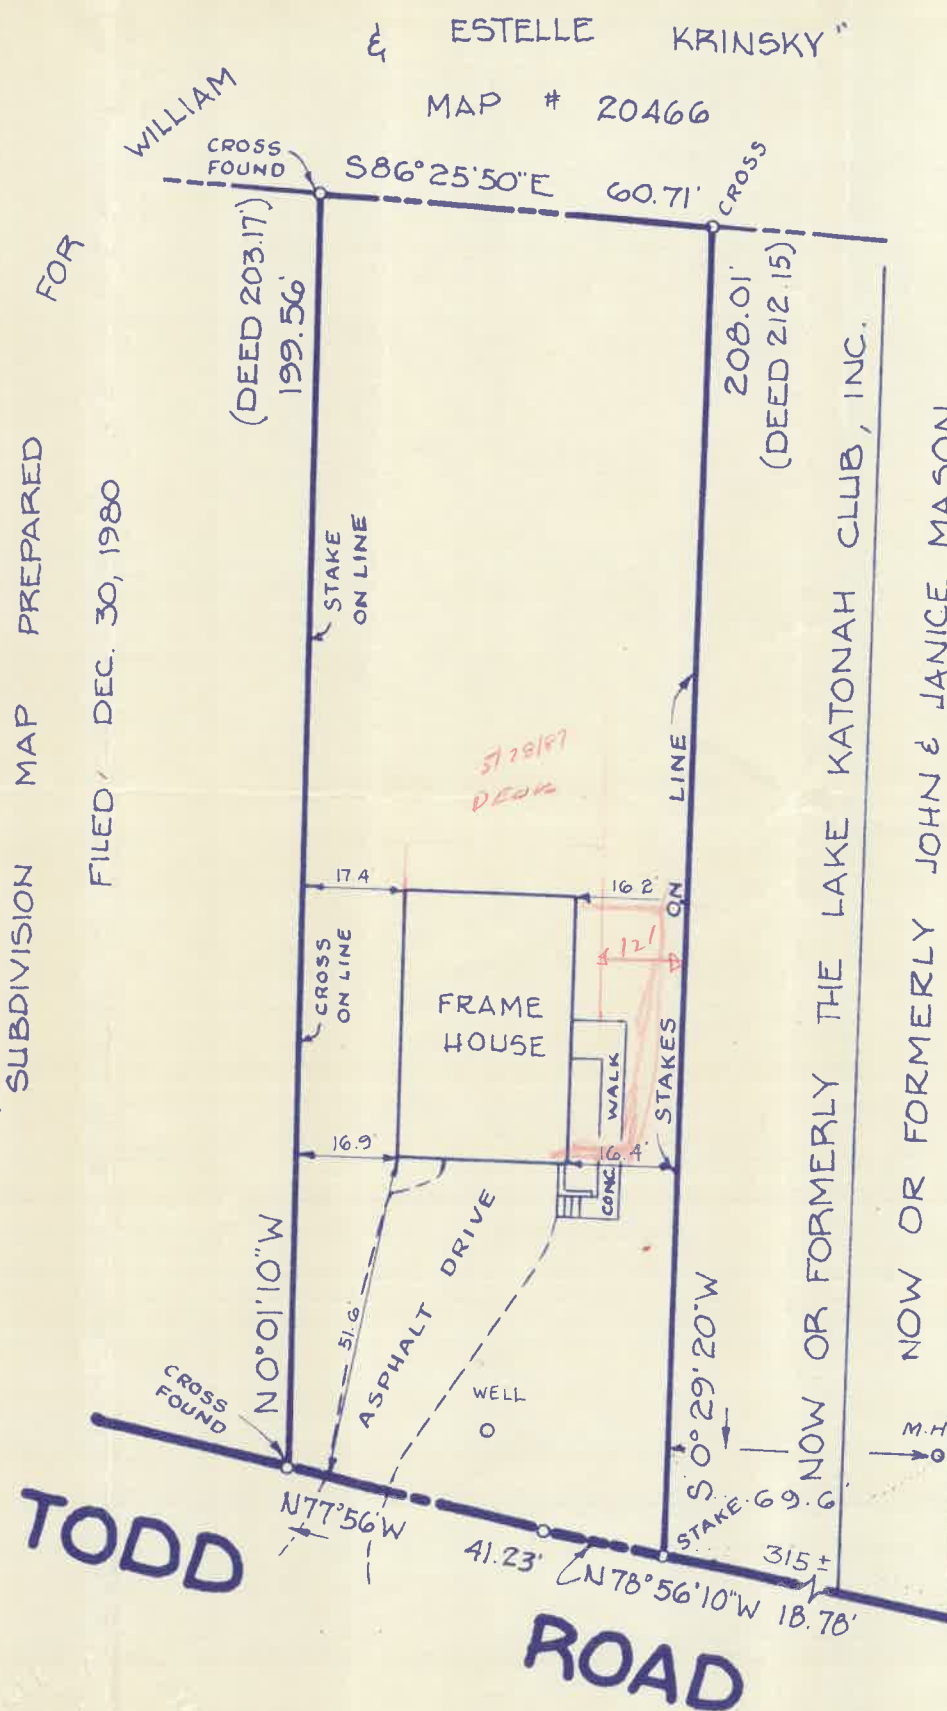 & ESTELLE KRINSKY"
MAP # 20466
WILLIAM
CROSS
FOUND
S86°25'50"E 60.71'
CROSS
FOR
(DEED 203.17')
199.56'
208.01'
(DEED 212.15)
SUBDIVISION MAP PREPARED
FILED DEC. 30, 1980
STAKE
ON LINE
STAKES ON LINE
NOW OR FORMERLY THE LAKE KATONAH CLUB, INC.
NOW OR FORMERLY JOHN & JANICE MASON
5/28/87
DECK
17.4
16.2'
12'
CROSS
ON LINE
FRAME
HOUSE
CONC. WALK
16.9'
16.4'
N0°01'10"W
51.6'
ASPHALT DRIVE
S0°29'20"W
WELL
CROSS
FOUND
M.H
69.6'
STAKE
TODD
N77°56'W
41.23'
N78°56'10"W 18.78'
315±
ROAD